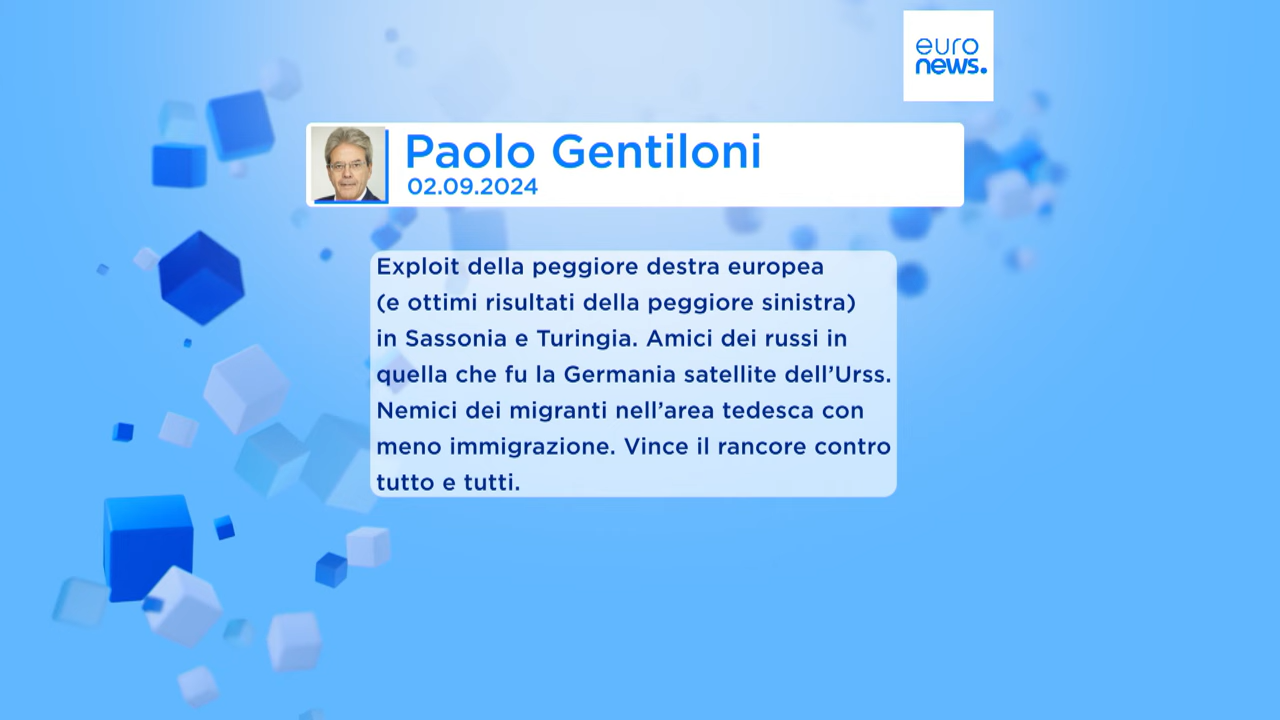 euro
news.
Paolo Gentiloni
02.09.2024
Exploit della peggiore destra europea
(e ottimi risultati della peggiore sinistra)
in Sassonia e Turingia. Amici dei russi in
quella che fu la Germania satellite dell’Urss.
Nemici dei migranti nell’area tedesca con
meno immigrazione. Vince il rancore contro
tutto e tutti.